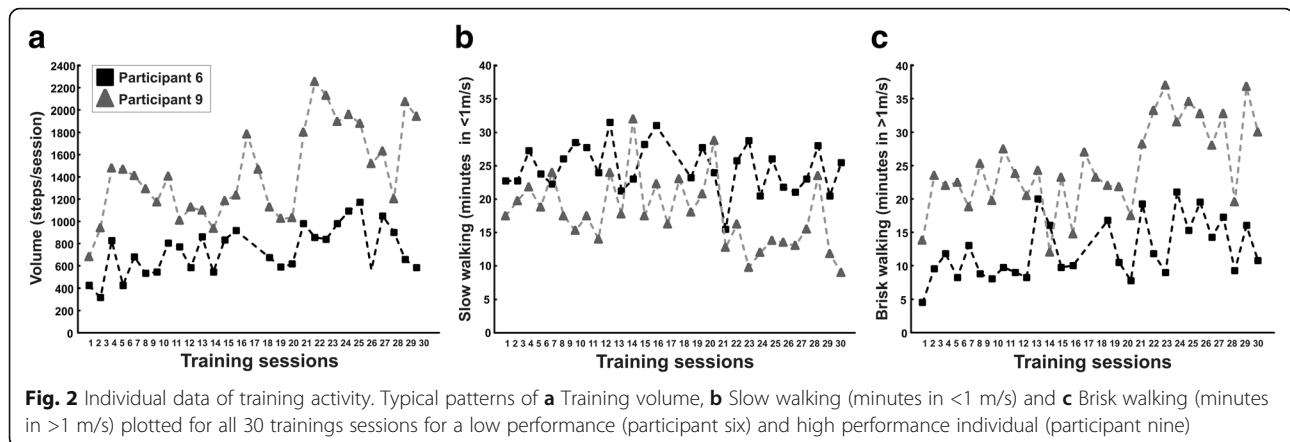 a
Volume (steps/session)
2400
2200
2000
1800
1600
1400
1200
1000
800
600
400
200
0
Participant 6
Participant 9
1 2 3 4 5 6 7 8 9 10 11 12 13 14 15 16 17 18 19 20 21 22 23 24 25 26 27 28 29 30
Training sessions
b
Slow walking (minutes in <1m/s)
40
35
30
25
20
15
10
5
0
1 2 3 4 5 6 7 8 9 10 11 12 13 14 15 16 17 18 19 20 21 22 23 24 25 26 27 28 29 30
Training sessions
c
Brisk walking (minutes in >1m/s)
40
35
30
25
20
15
10
5
0
1 2 3 4 5 6 7 8 9 10 11 12 13 14 15 16 17 18 19 20 21 22 23 24 25 26 27 28 29 30
Training sessions
Fig. 2 Individual data of training activity. Typical patterns of a Training volume, b Slow walking (minutes in <1 m/s) and c Brisk walking (minutes
in >1 m/s) plotted for all 30 trainings sessions for a low performance (participant six) and high performance individual (participant nine)